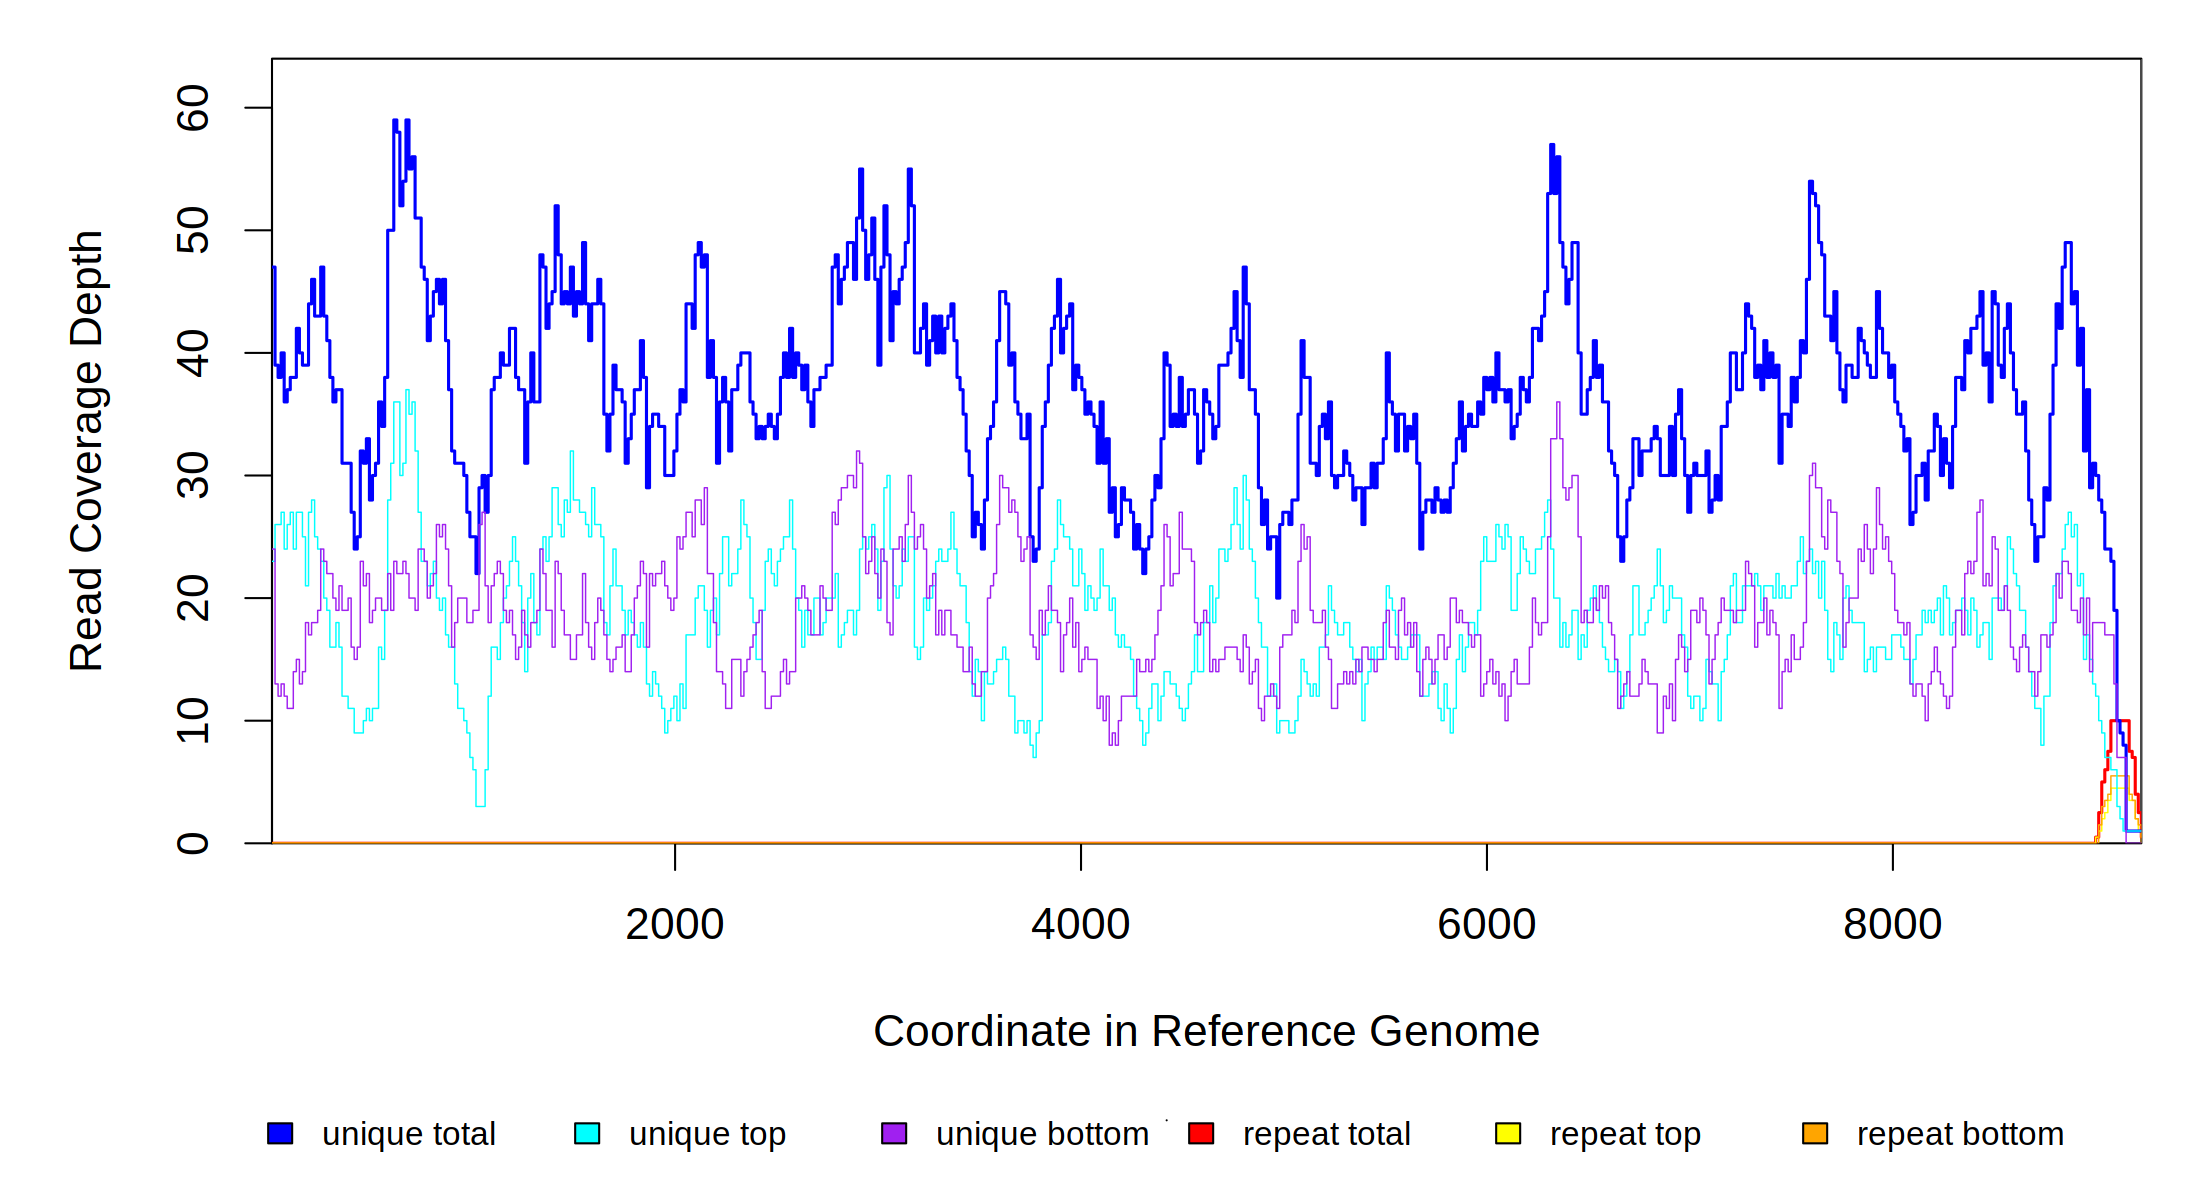 Read Coverage Depth
60
50
40
30
20
10
0
2000 4000 6000 8000
Coordinate in Reference Genome
unique total unique top unique bottom repeat total repeat top repeat bottom